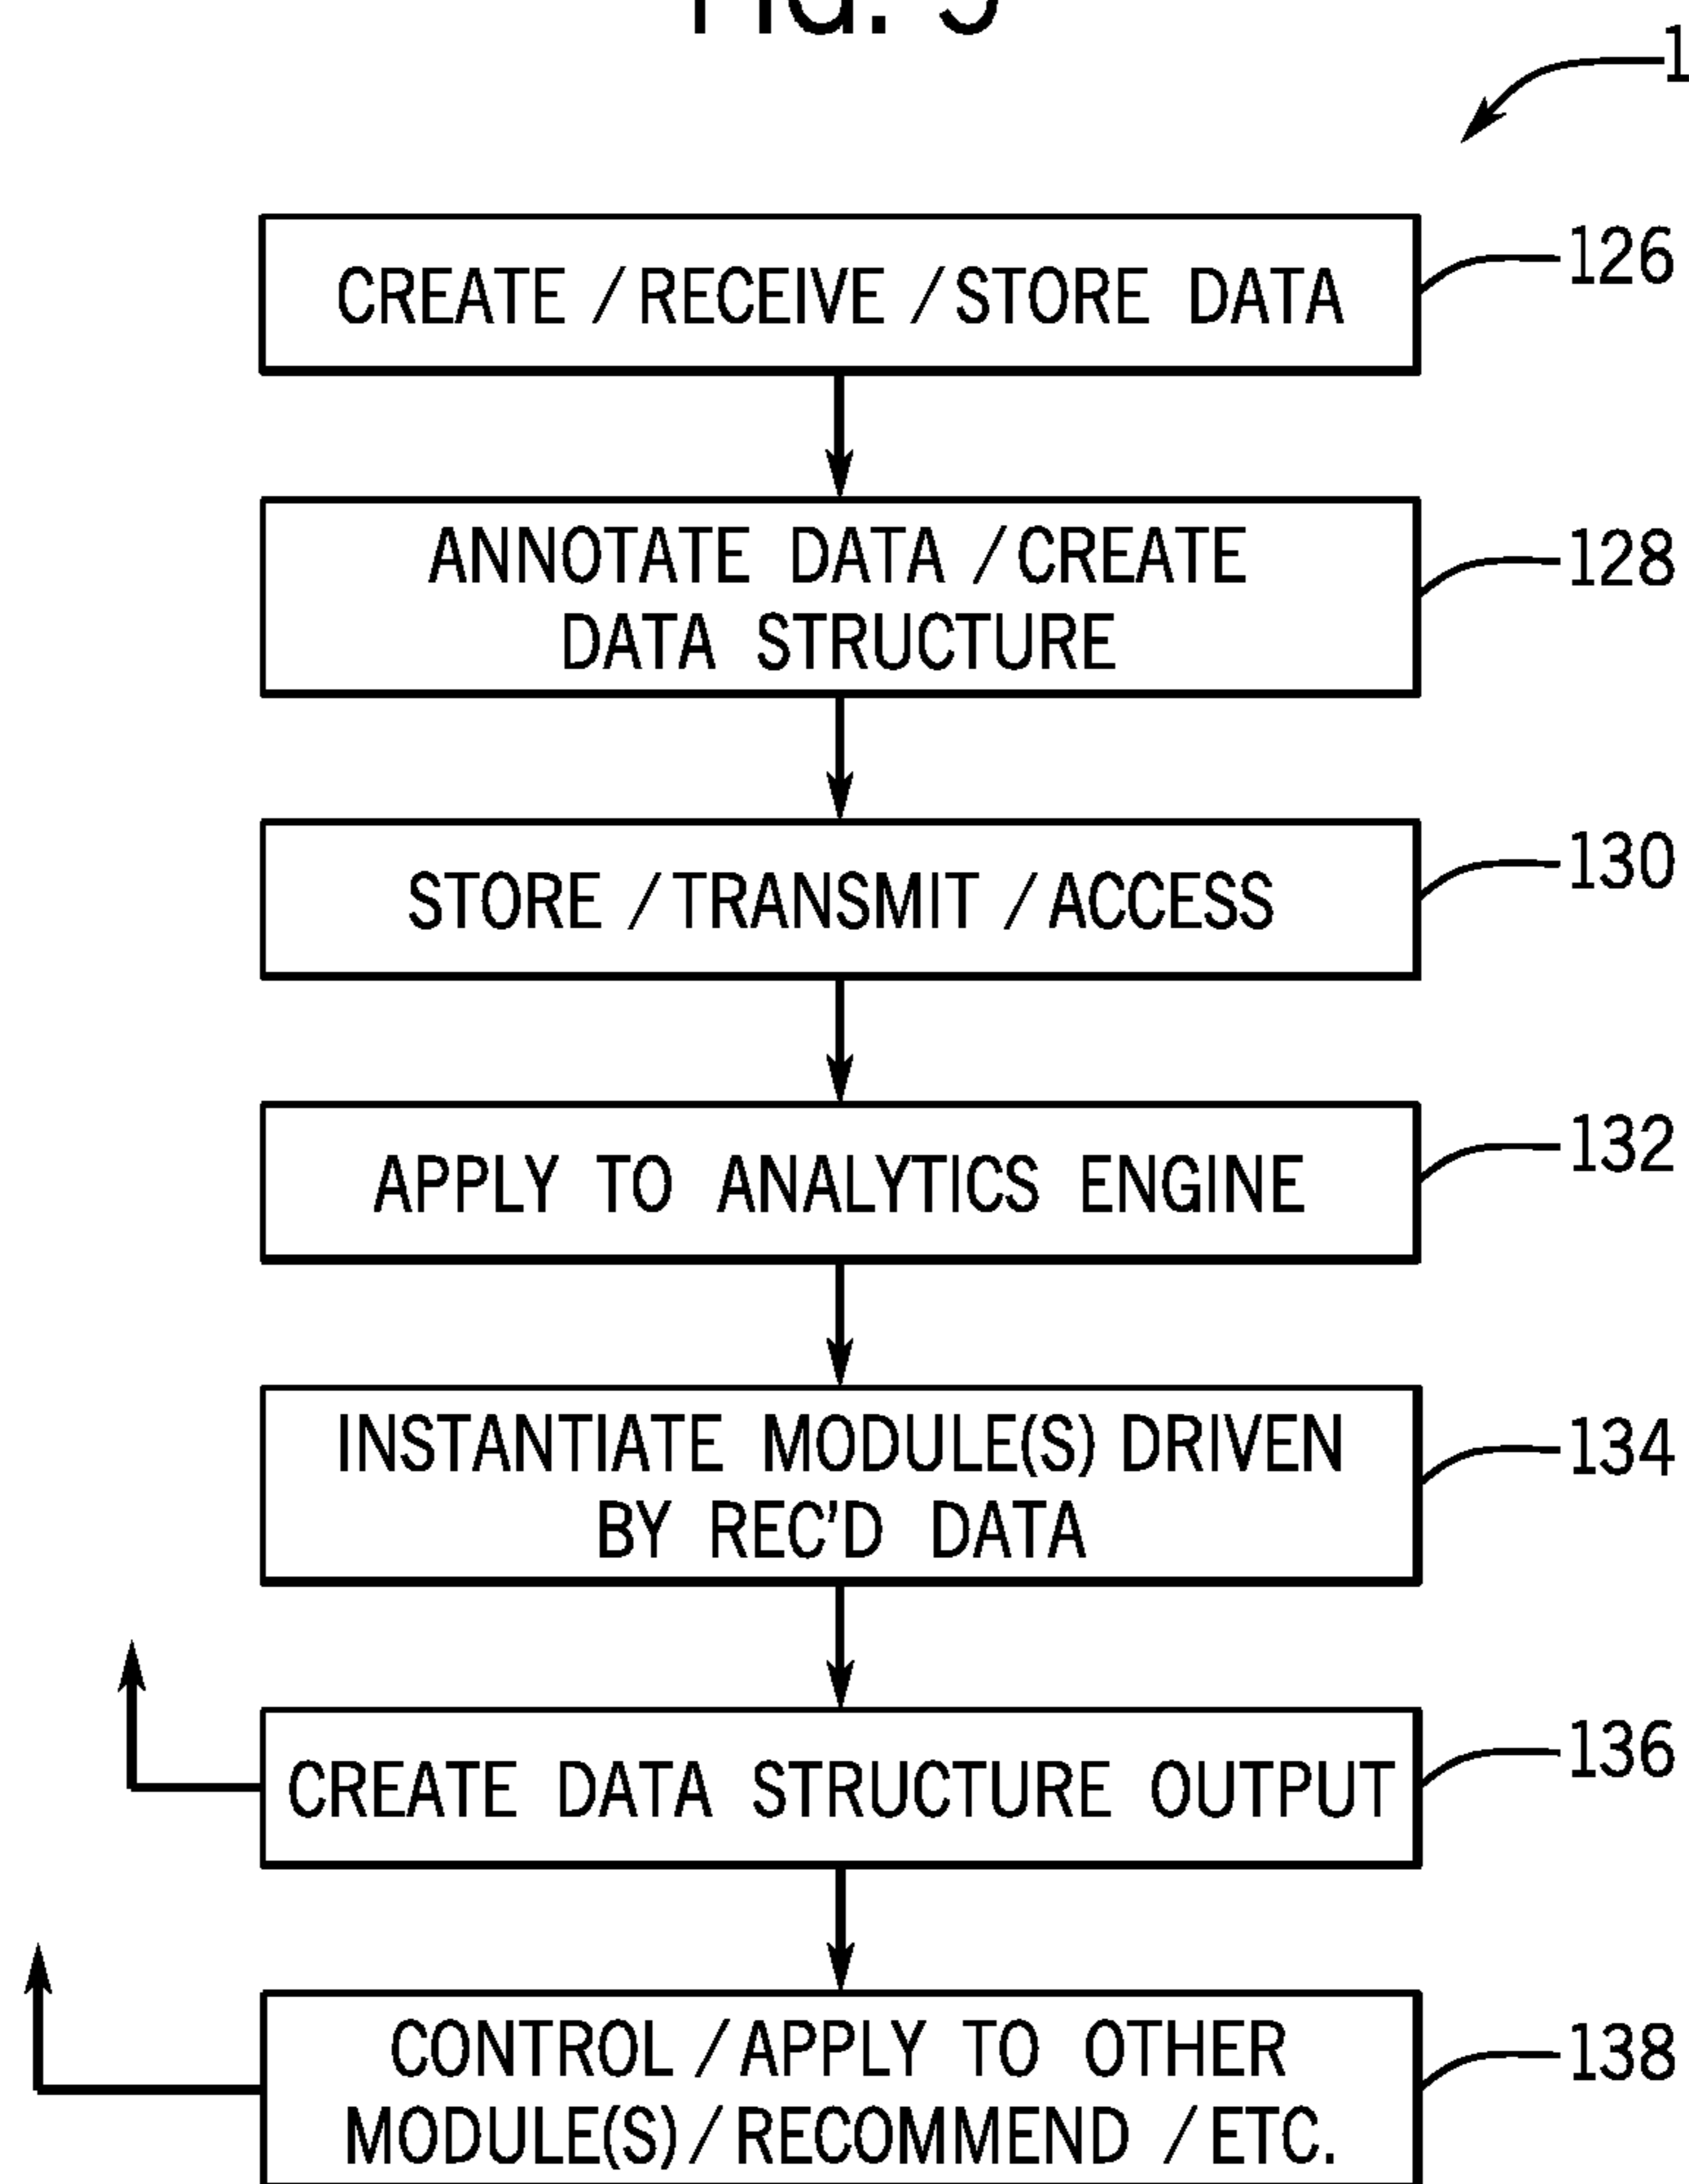 CREATE / RECEIVE / STORE DATA
126
ANNOTATE DATA / CREATE
DATA STRUCTURE
128
STORE / TRANSMIT / ACCESS
130
APPLY TO ANALYTICS ENGINE
132
INSTANTIATE MODULE(S) DRIVEN
BY REC'D DATA
134
CREATE DATA STRUCTURE OUTPUT
136
CONTROL / APPLY TO OTHER
MODULE(S) / RECOMMEND / ETC.
138